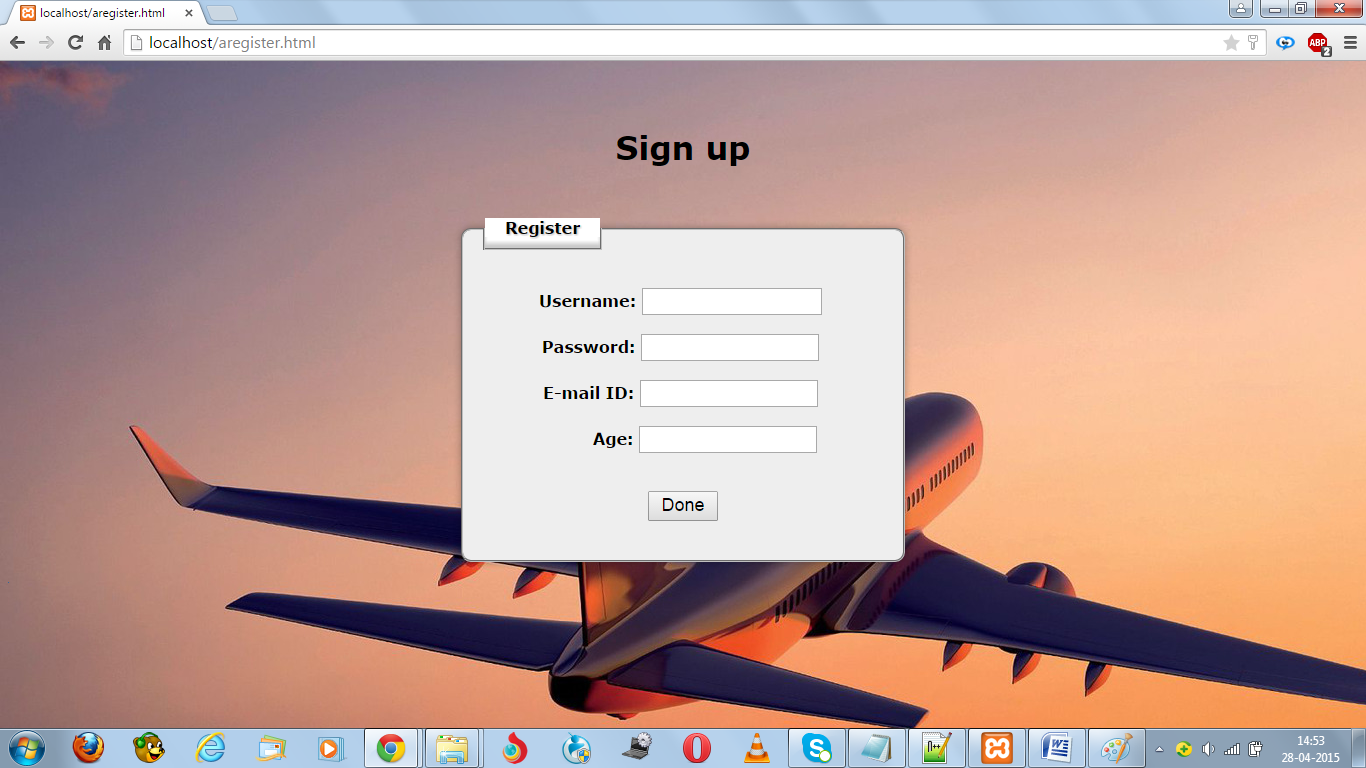 localhost/aregister.html
localhost/aregister.html
ABP
2
Sign up
Register
Username:
Password:
E-mail ID:
Age:
Done
14:53
28-04-2015